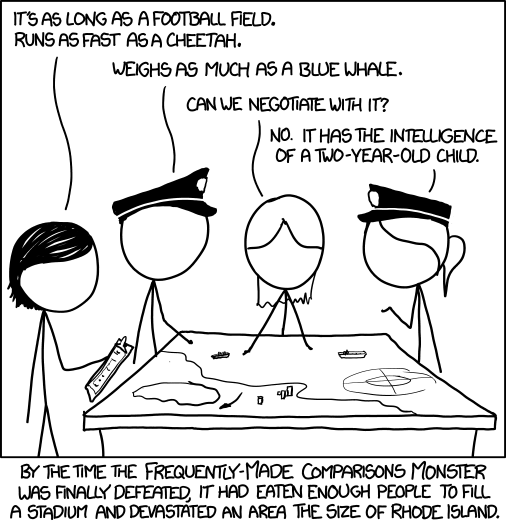 IT'S AS LONG AS A FOOTBALL FIELD.
RUNS AS FAST AS A CHEETAH.
WEIGHS AS MUCH AS A BLUE WHALE.
CAN WE NEGOTIATE WITH IT?
NO. IT HAS THE INTELLIGENCE
OF A TWO-YEAR-OLD CHILD.
BY THE TIME THE FREQUENTLY-MADE COMPARISONS MONSTER
WAS FINALLY DEFEATED, IT HAD EATEN ENOUGH PEOPLE TO FILL
A STADIUM AND DEVASTATED AN AREA THE SIZE OF RHODE ISLAND.